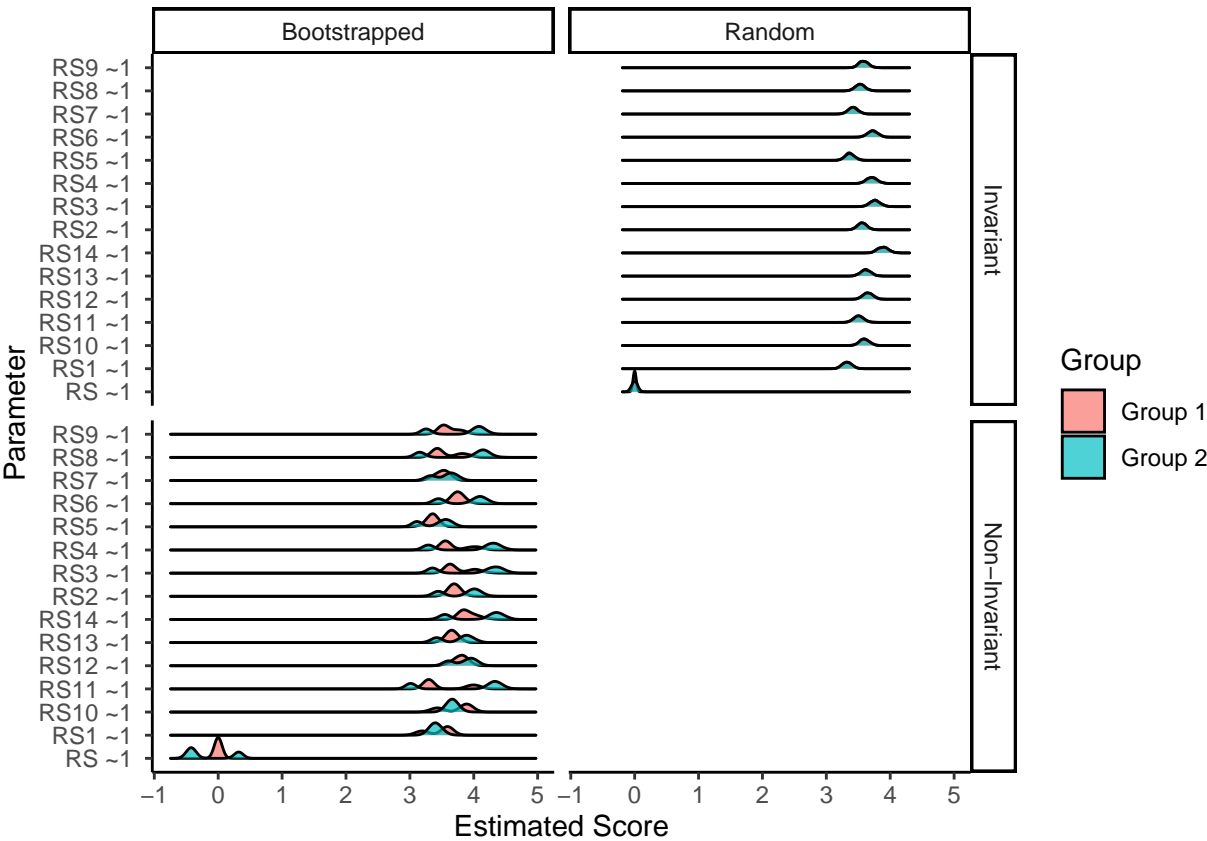 Bootstrapped
Random
RS9 ~1
RS8 ~1
RS7 ~1
RS6 ~1
RS5 ~1
RS4 ~1
RS3 ~1
RS2 ~1
RS14 ~1
RS13 ~1
RS12 ~1
RS11 ~1
RS10 ~1
RS1 ~1
RS ~1
Invariant
RS9 ~1
RS8 ~1
RS7 ~1
RS6 ~1
RS5 ~1
RS4 ~1
RS3 ~1
RS2 ~1
RS14 ~1
RS13 ~1
RS12 ~1
RS11 ~1
RS10 ~1
RS1 ~1
RS ~1
Non−Invariant
−1 0 1 2 3 4 5
−1 0 1 2 3 4 5
Estimated Score
Parameter
Group
Group 1
Group 2